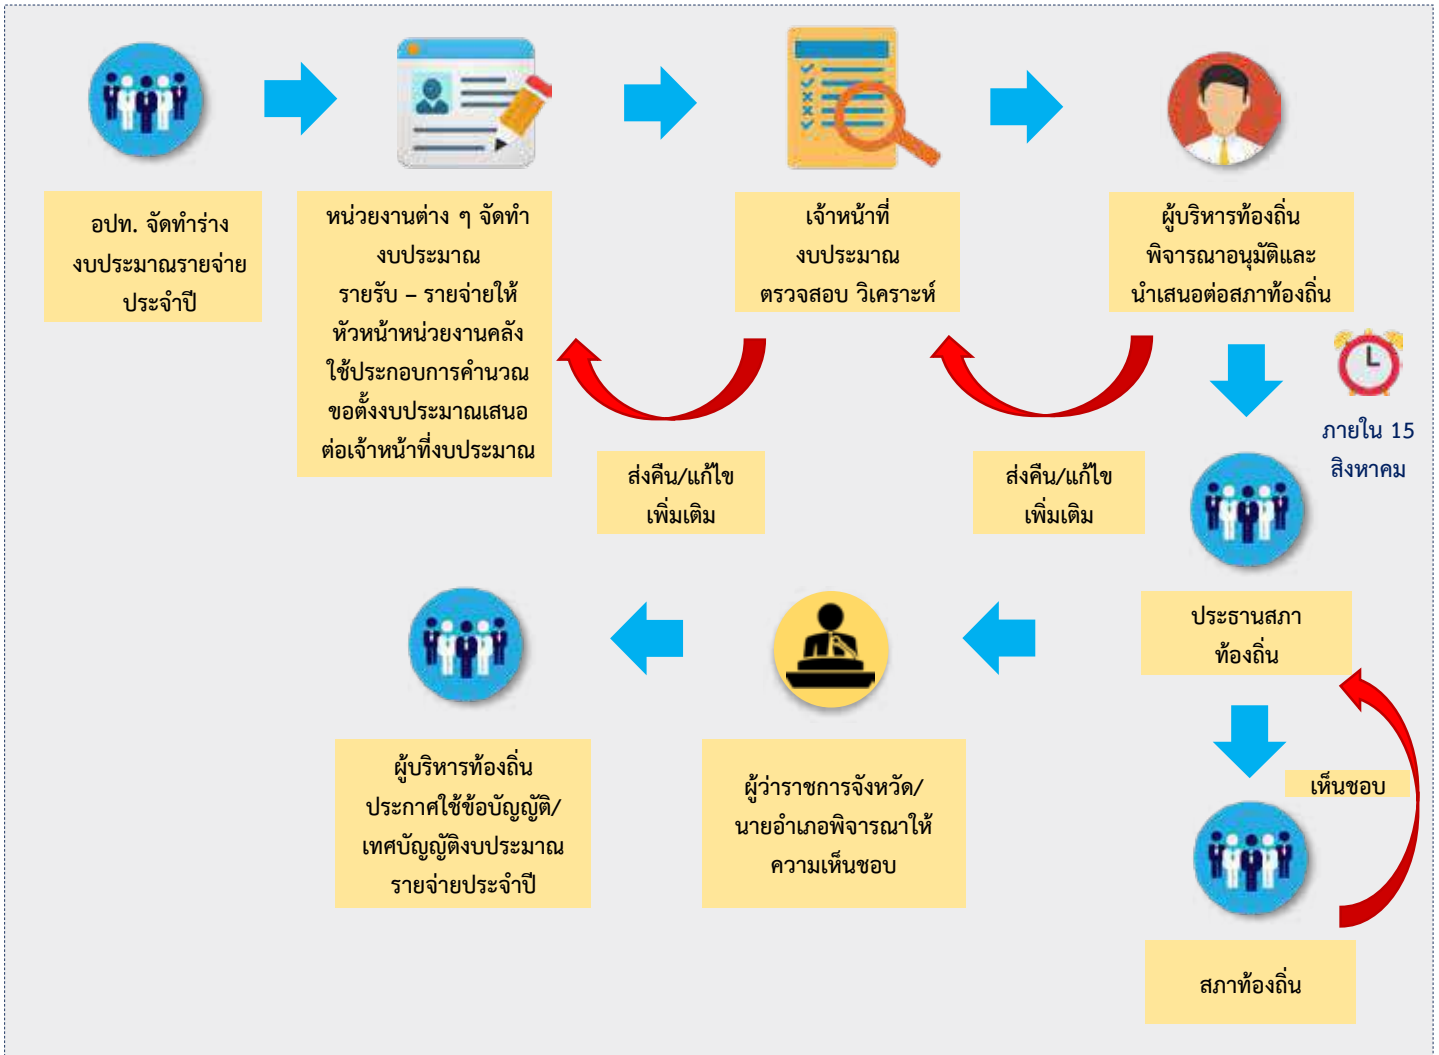 อปท. จัดทำร่าง
งบประมาณรายจ่าย
ประจำปี
หน่วยงานต่าง ๆ จัดทำ
งบประมาณ
รายรับ – รายจ่ายให้
หัวหน้าหน่วยงานคลัง
ใช้ประกอบการคำนวณ
ขอตั้งงบประมาณเสนอ
ต่อเจ้าหน้าที่งบประมาณ
เจ้าหน้าที่
งบประมาณ
ตรวจสอบ วิเคราะห์
ผู้บริหารท้องถิ่น
พิจารณาอนุมัติและ
นำเสนอต่อสภาท้องถิ่น
ส่งคืน/แก้ไข
เพิ่มเติม
ส่งคืน/แก้ไข
เพิ่มเติม
ภายใน 15
สิงหาคม
ประธานสภา
ท้องถิ่น
เห็นชอบ
สภาท้องถิ่น
ผู้ว่าราชการจังหวัด/
นายอำเภอพิจารณาให้
ความเห็นชอบ
ผู้บริหารท้องถิ่น
ประกาศใช้ข้อบัญญัติ/
เทศบัญญัติงบประมาณ
รายจ่ายประจำปี